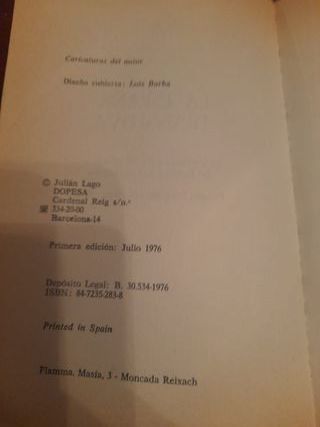 Caricaturas del autor
Diseño cubierta: Luis Burba
© Julián Lago
DOPESA
Cardenal Reig s/n.º
☎ 334-20-00
Barcelona-14
Primera edición: Julio 1976
Depósito Legal: B. 30.534-1976
ISBN: 84-7235-283-8
Printed in Spain
Flamma, Masía, 3 - Moncada Reixach